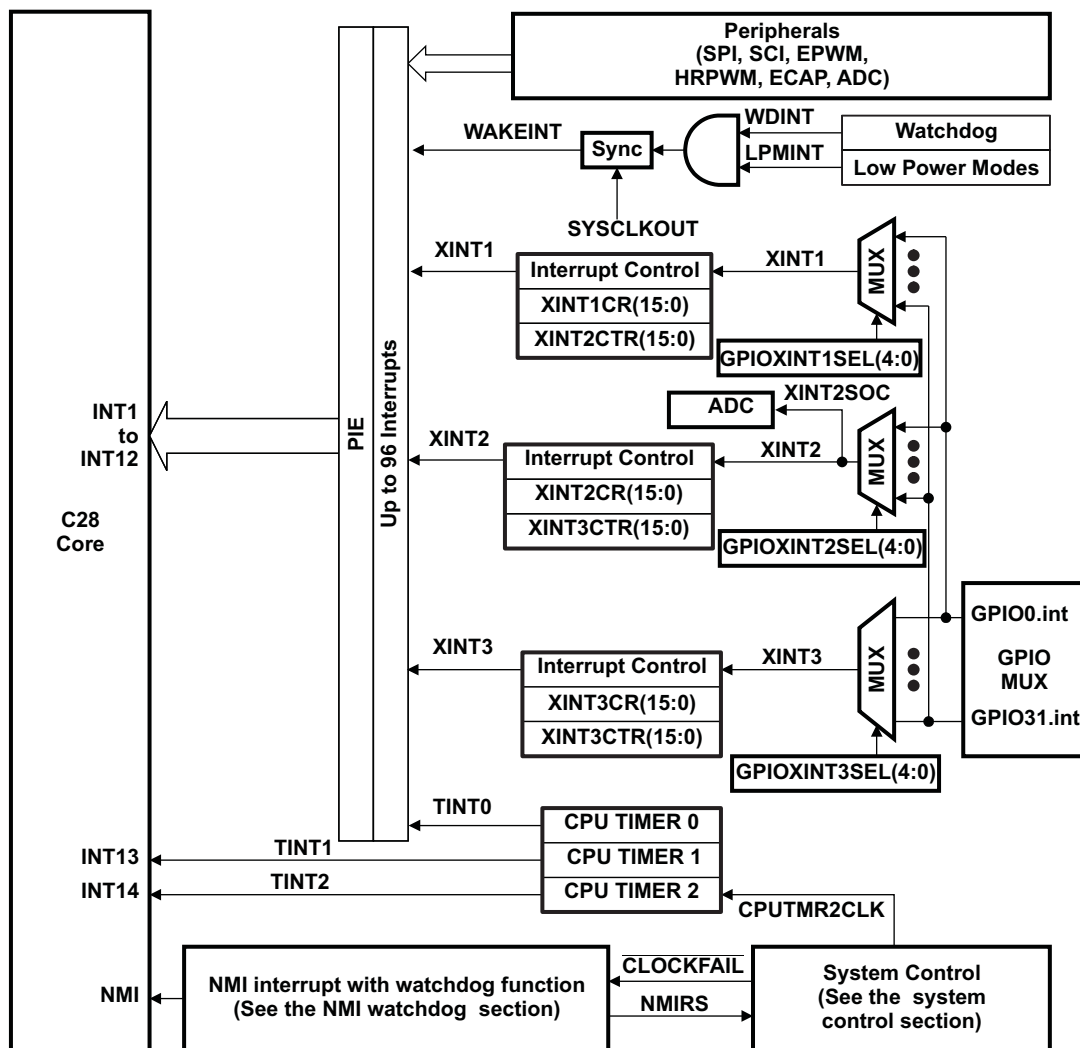 Peripherals
(SPI, SCI, EPWM,
HRPWM, ECAP, ADC)
WDINT
WAKEINT
Sync
Watchdog
LPMINT
Low Power Modes
SYSCLKOUT
XINT1
Interrupt Control
XINT1
MUX
XINT1CR(15:0)
XINT2CTR(15:0)
GPIOXINT1SEL(4:0)
PIE
Up to 96 Interrupts
INT1
to
INT12
C28
Core
ADC
XINT2SOC
XINT2
Interrupt Control
XINT2
MUX
XINT2CR(15:0)
XINT3CTR(15:0)
GPIOXINT2SEL(4:0)
GPIO0.int
GPIO
MUX
GPIO31.int
XINT3
Interrupt Control
XINT3
MUX
XINT3CR(15:0)
XINT3CTR(15:0)
GPIOXINT3SEL(4:0)
TINT0
CPU TIMER 0
INT13
TINT1
CPU TIMER 1
INT14
TINT2
CPU TIMER 2
CPUTMR2CLK
NMI
NMI interrupt with watchdog function
(See the NMI watchdog section)
CLOCKFAIL
NMIRS
System Control
(See the system
control section)